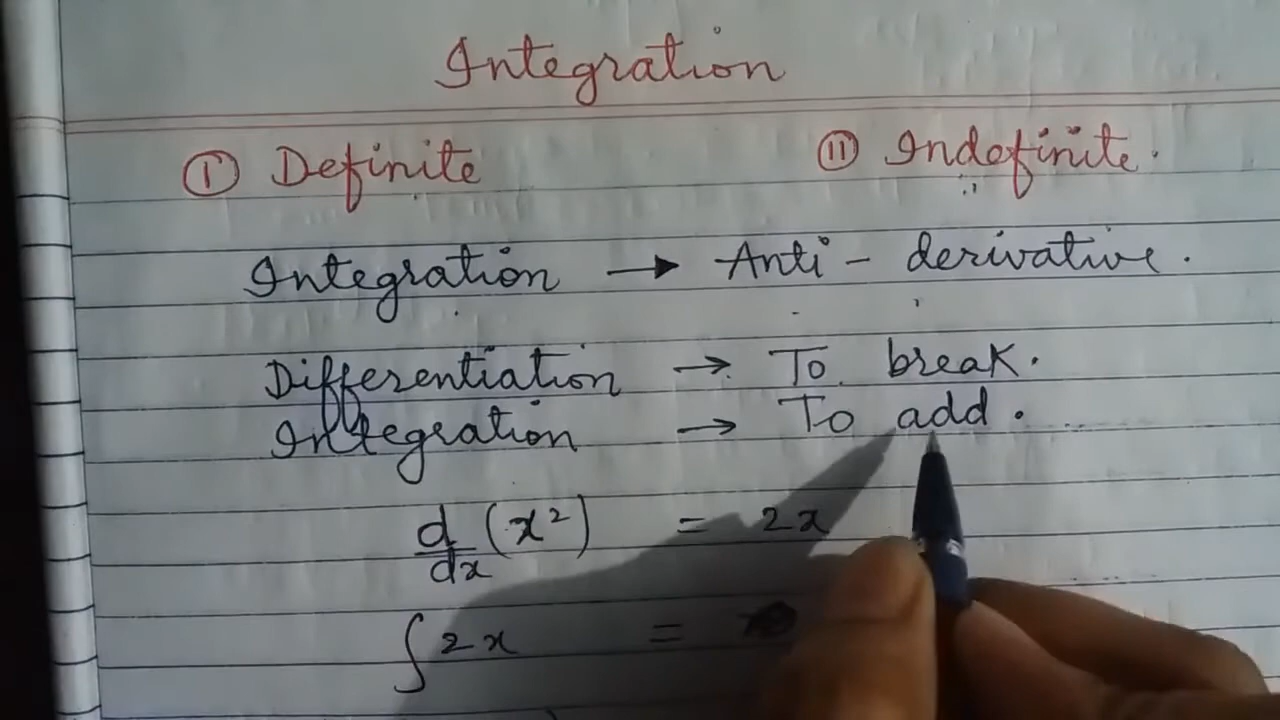 Integration
(i) Definite (ii) Indefinite.
Integration → Anti - derivative.
Differentiation → To break.
Integration → To add.
d/dx (x²) = 2x
∫ 2x =